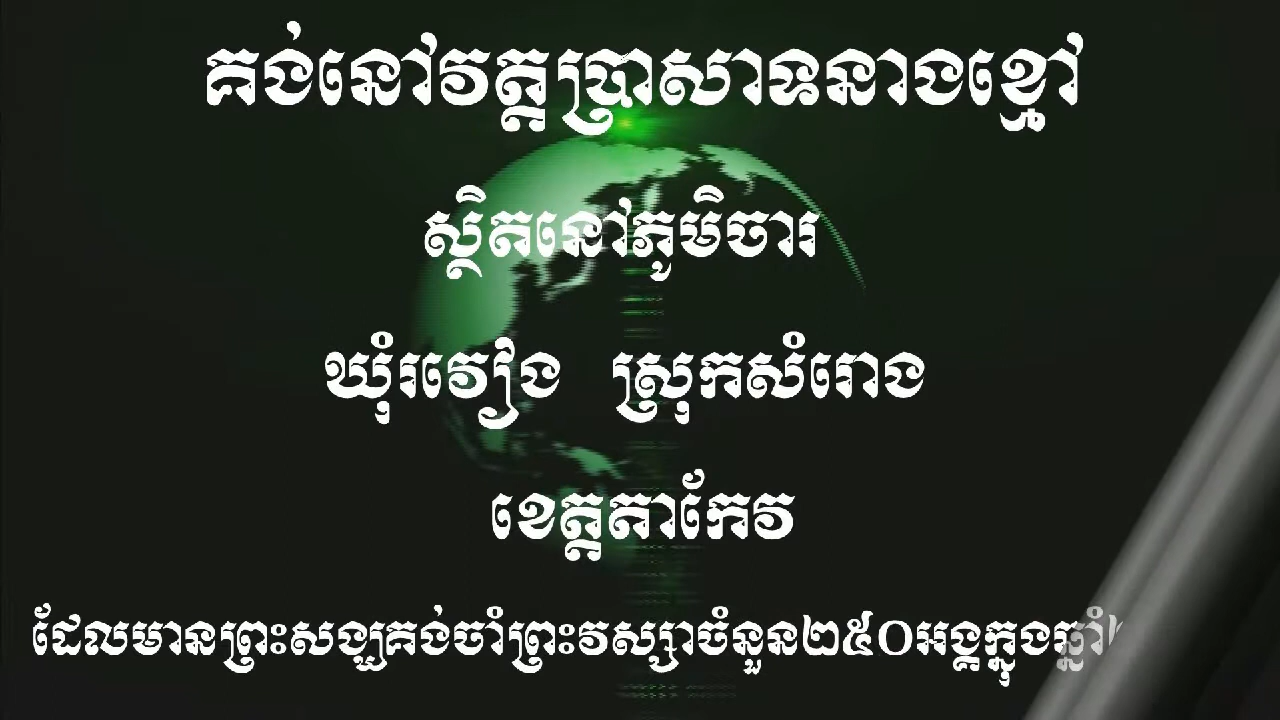 គង់នៅវត្តប្រាសាទនាងខ្មៅ
ស្ថិតនៅភូមិចារ
ឃុំរវៀង ស្រុកសំរោង
ខេត្តតាកែវ
ដែលមានព្រះសង្ឃគង់ចាំព្រះវស្សាចំនួន២៥០អង្គក្នុងឆ្នាំ